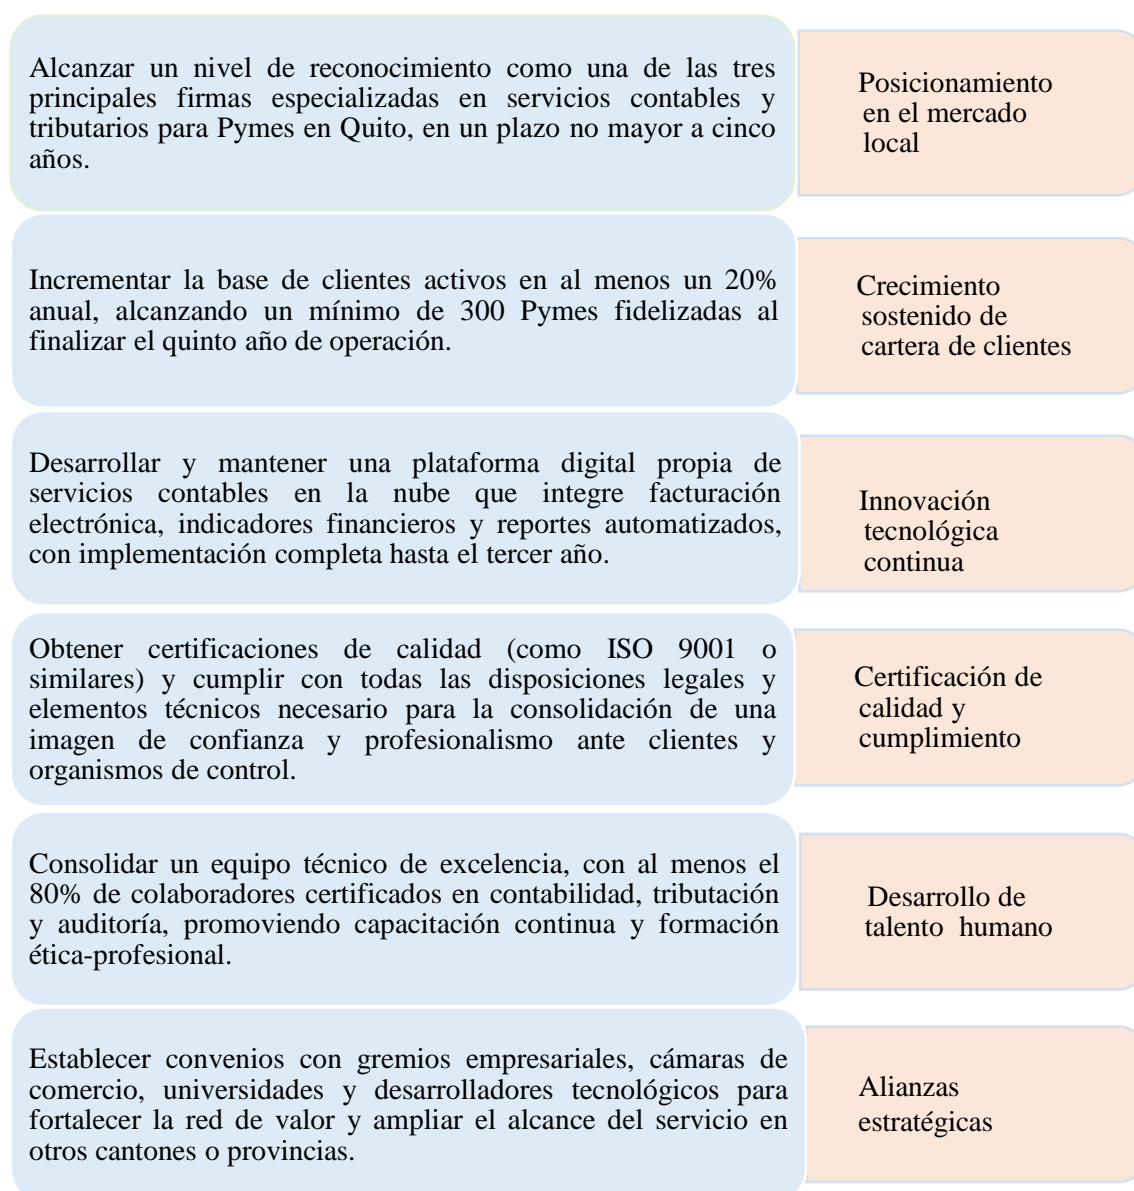 Alcanzar un nivel de reconocimiento como una de las tres
principales firmas especializadas en servicios contables y
tributarios para Pymes en Quito, en un plazo no mayor a cinco
años.
Posicionamiento
en el mercado
local
Incrementar la base de clientes activos en al menos un 20%
anual, alcanzando un mínimo de 300 Pymes fidelizadas al
finalizar el quinto año de operación.
Crecimiento
sostenido de
cartera de clientes
Desarrollar y mantener una plataforma digital propia de
servicios contables en la nube que integre facturación
electrónica, indicadores financieros y reportes automatizados,
con implementación completa hasta el tercer año.
Innovación
tecnológica
continua
Obtener certificaciones de calidad (como ISO 9001 o
similares) y cumplir con todas las disposiciones legales y
elementos técnicos necesario para la consolidación de una
imagen de confianza y profesionalismo ante clientes y
organismos de control.
Certificación de
calidad y
cumplimiento
Consolidar un equipo técnico de excelencia, con al menos el
80% de colaboradores certificados en contabilidad, tributación
y auditoría, promoviendo capacitación continua y formación
ética-profesional.
Desarrollo de
talento humano
Establecer convenios con gremios empresariales, cámaras de
comercio, universidades y desarrolladores tecnológicos para
fortalecer la red de valor y ampliar el alcance del servicio en
otros cantones o provincias.
Alianzas
estratégicas